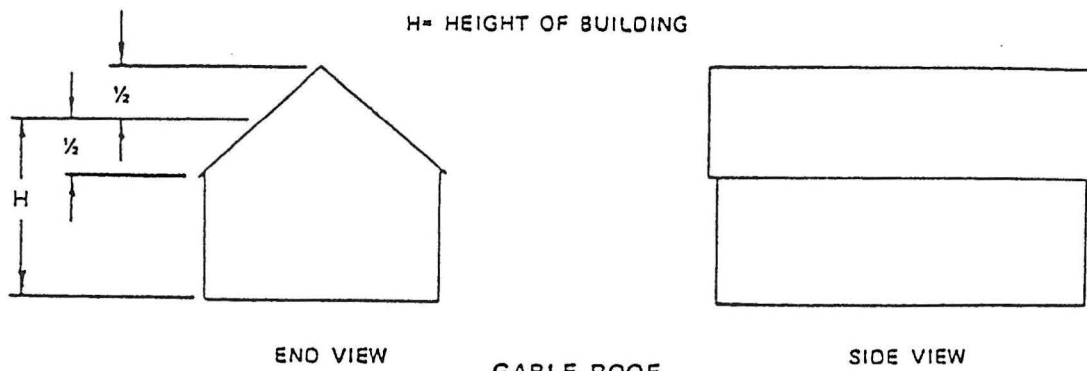 H= HEIGHT OF BUILDING
½
½
H
END VIEW
SIDE VIEW
GABLE ROOF